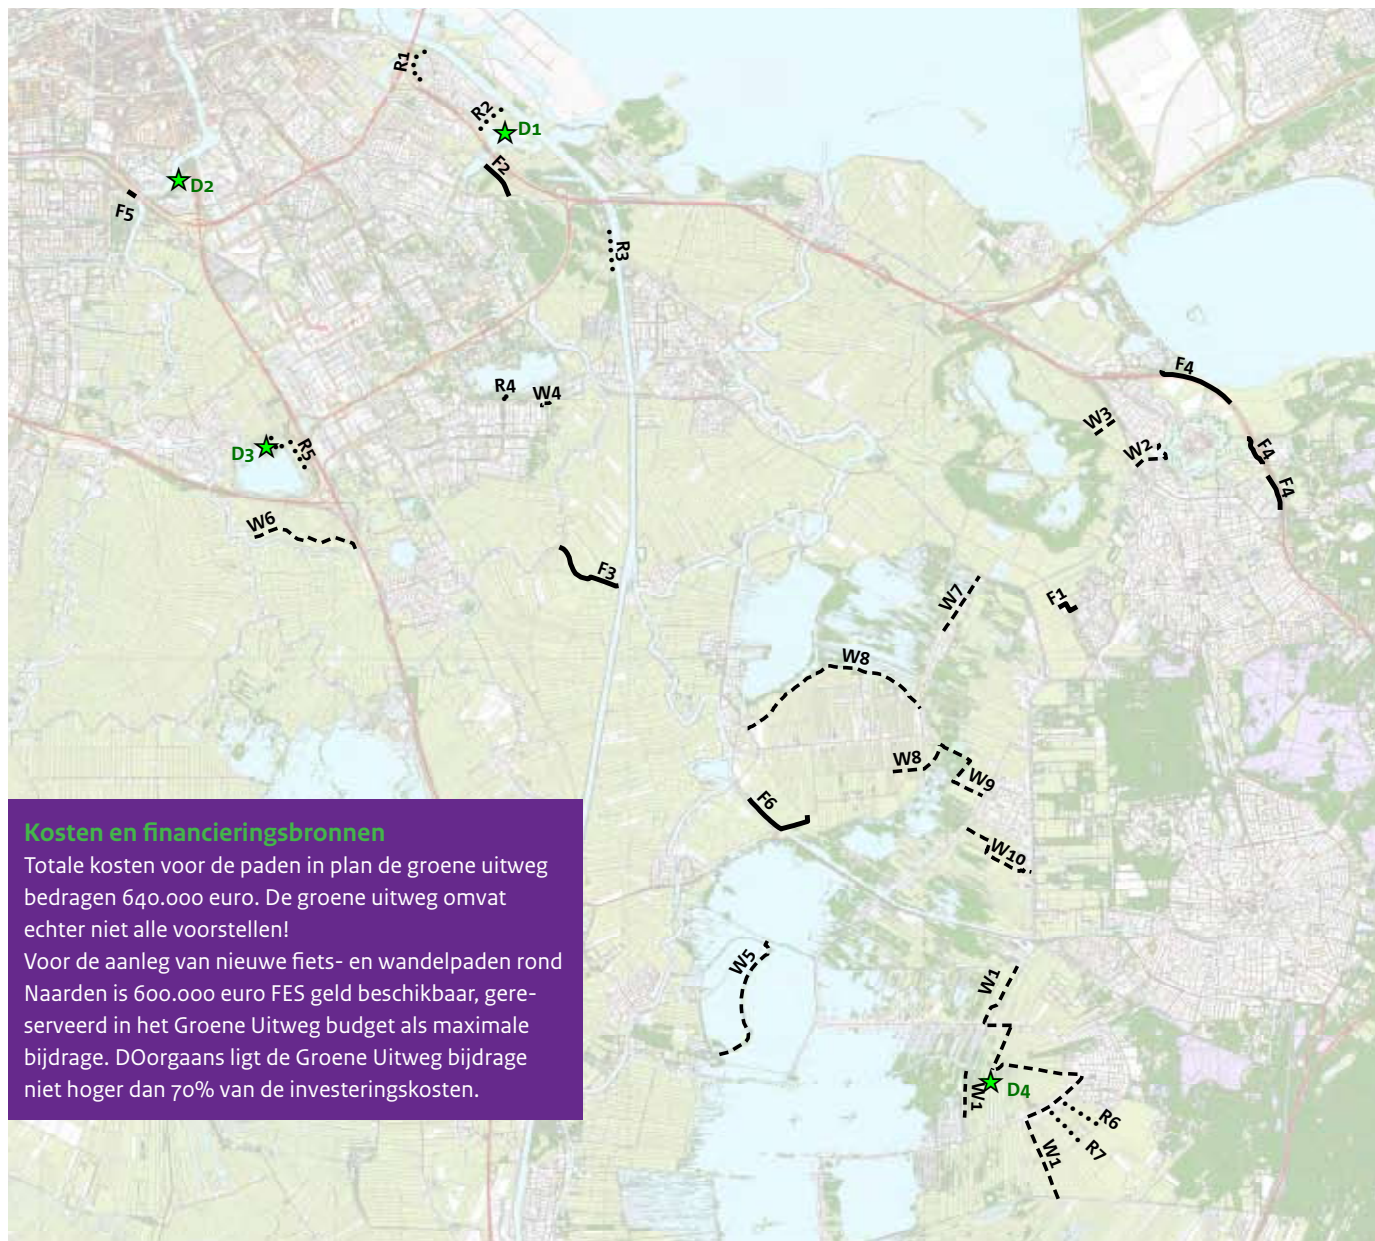 R1
R2
D1
F2
D2
F5
R3
R4
W4
F4
W3
W2
F4
F4
D3
R5
W6
F3
W7
F1
W8
W8
W9
F6
W10
Kosten en financieringsbronnen
Totale kosten voor de paden in plan de groene uitweg
bedragen 640.000 euro. De groene uitweg omvat
echter niet alle voorstellen!
Voor de aanleg van nieuwe fiets- en wandelpaden rond
Naarden is 600.000 euro FES geld beschikbaar, gere-
serveerd in het Groene Uitweg budget als maximale
bijdrage. DOorgaans ligt de Groene Uitweg bijdrage
niet hoger dan 70% van de investeringskosten.
W5
W1
W1
D4
R6
R7
W1